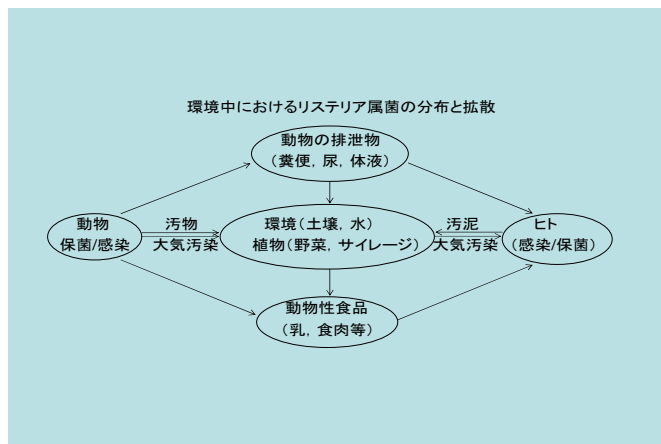 環境中におけるリステリア属菌の分布と拡散
動物の排泄物
（糞便，尿，体液）
動物
保菌/感染
汚物
大気汚染
環境（土壌，水）
植物（野菜，サイレージ）
汚泥
大気汚染
ヒト
（感染/保菌）
動物性食品
（乳，食肉等）